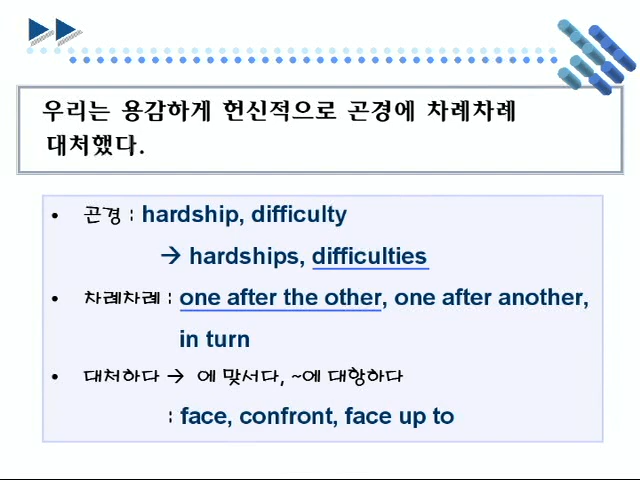 우리는 용감하게 헌신적으로 곤경에 차례차례
대처했다.
• 곤경 : hardship, difficulty
→ hardships, difficulties
• 차례차례 : one after the other, one after another,
in turn
• 대처하다 → 에 맞서다, ~에 대항하다
: face, confront, face up to